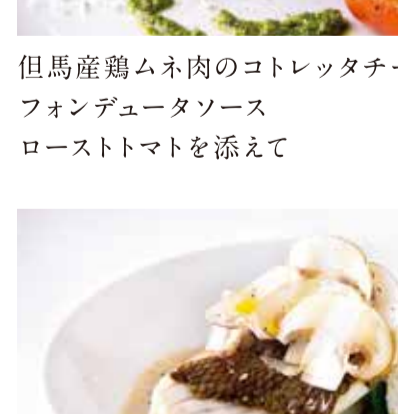 但馬産鶏ムネ肉のコトレッタチー
フォンデュータソース
ローストトマトを添えて